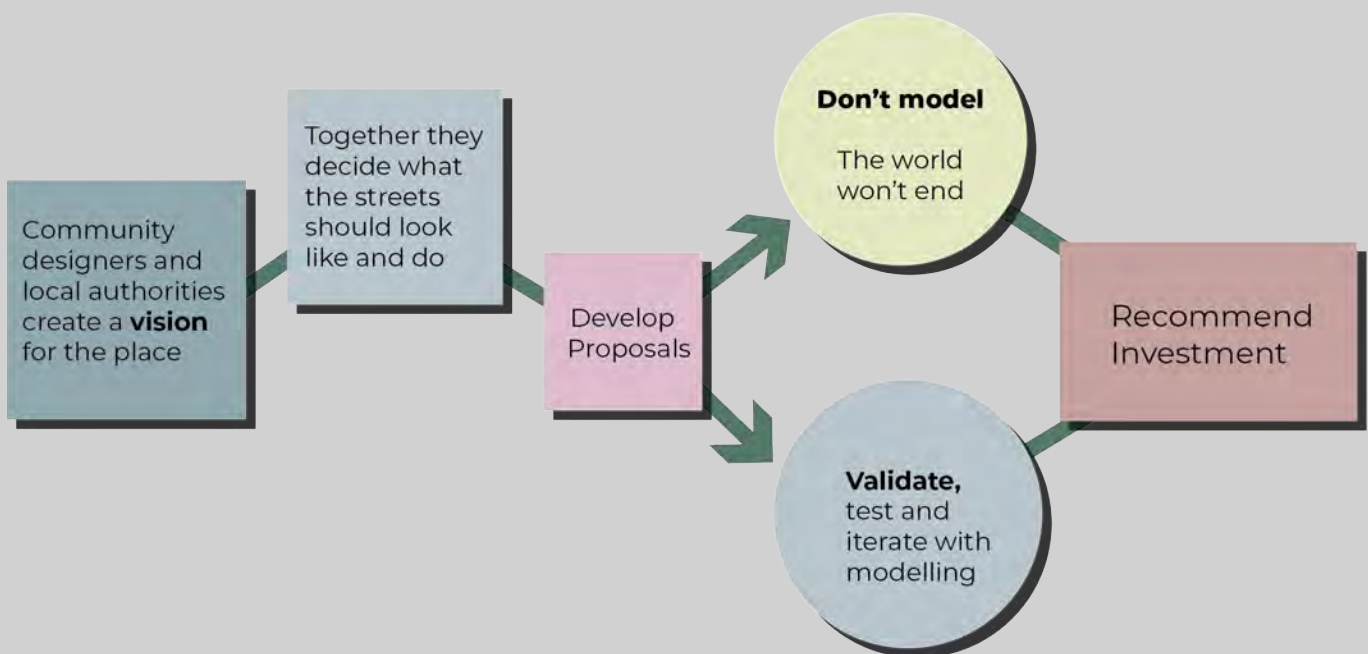 Community
designers and
local authorities
create a vision
for the place
Together they
decide what
the streets
should look
like and do
Develop
Proposals
Don’t model
The world
won’t end
Validate,
test and
iterate with
modelling
Recommend
Investment